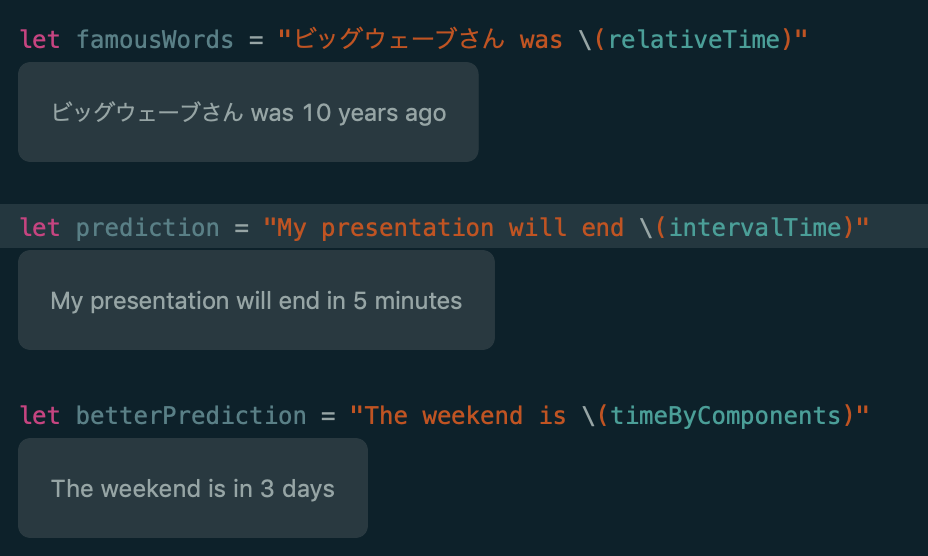 let famousWords = "ビッグウェーブさん was \(relativeTime)"
ビッグウェーブさん was 10 years ago
let prediction = "My presentation will end \(intervalTime)"
My presentation will end in 5 minutes
let betterPrediction = "The weekend is \(timeByComponents)"
The weekend is in 3 days